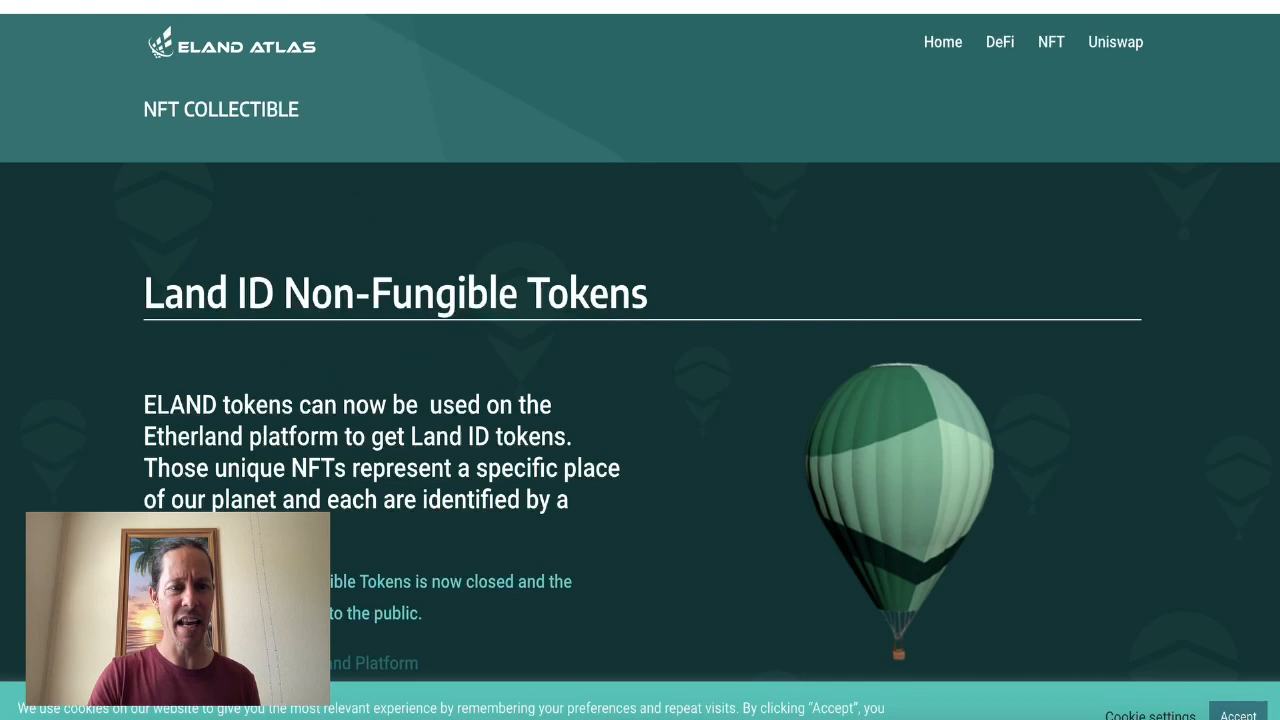 ELAND ATLAS
Home DeFi NFT Uniswap
NFT COLLECTIBLE
Land ID Non-Fungible Tokens
ELAND tokens can now be used on the
Etherland platform to get Land ID tokens.
Those unique NFTs represent a specific place
of our planet and each are identified by a
Tokens is now closed and the
to the public.
Platform
We use cookies on our website to give you the most relevant experience by remembering your preferences and repeat visits. By clicking “Accept”, you
Cookie settings
Accept